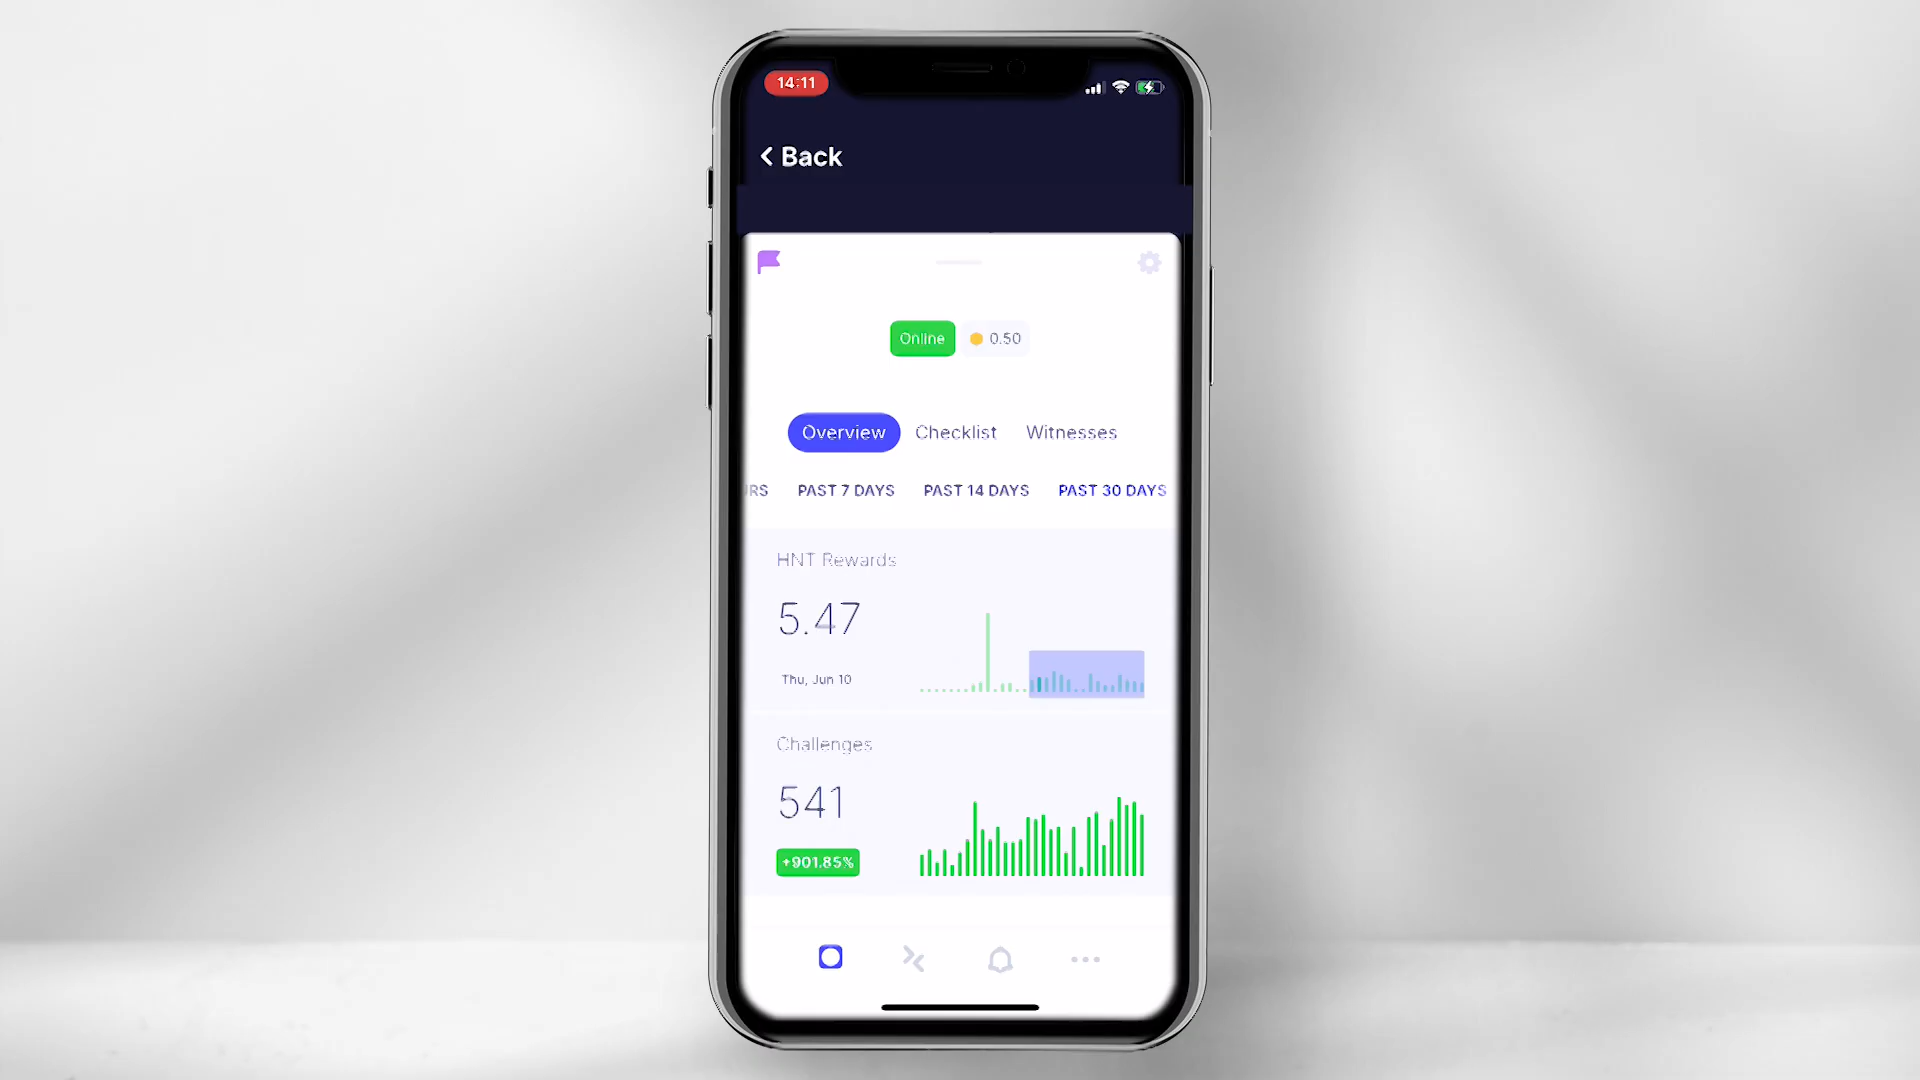 14:11
Back
Online 0.50
Overview Checklist Witnesses
PAST 7 DAYS PAST 14 DAYS PAST 30 DAYS
HNT Rewards
5.47
Thu, Jun 10
Challenges
541
+901.85%